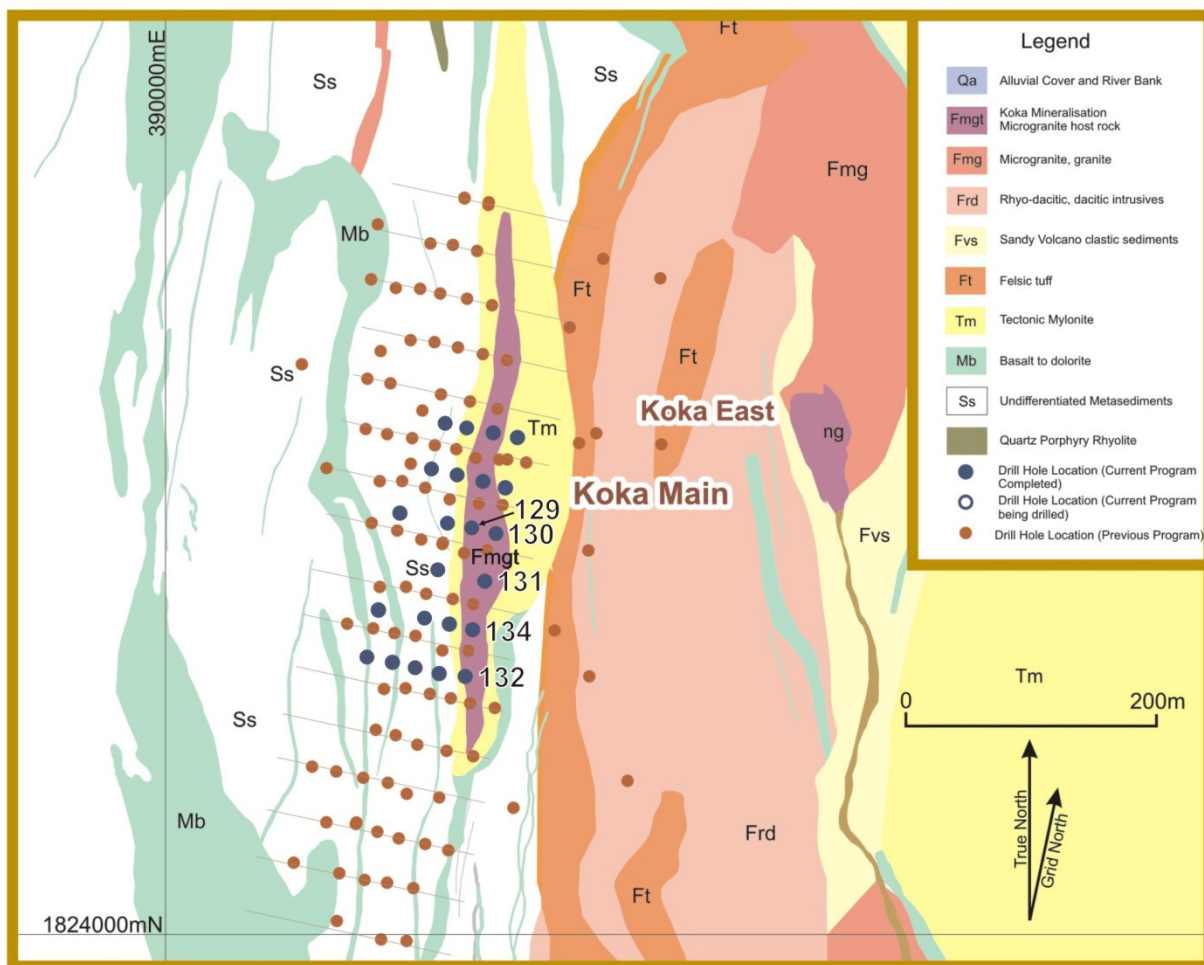 390000mE
Ss
Ss
Ft
Mb
Fmg
Ft
Ss
Ft
Koka East
Tm
ng
Koka Main
129
130
Ss
Fmgt
Fvs
131
134
132
Ss
Tm
Mb
Frd
Ft
1824000mN
Legend
Qa Alluvial Cover and River Bank
Fmgt Koka Mineralisation
Microgranite host rock
Fmg Microgranite, granite
Frd Rhyo-dacitic, dacitic intrusives
Fvs Sandy Volcano clastic sediments
Ft Felsic tuff
Tm Tectonic Mylonite
Mb Basalt to dolorite
Ss Undifferentiated Metasediments
Quartz Porphyry Rhyolite
Drill Hole Location (Current Program
Completed)
Drill Hole Location (Current Program
being drilled)
Drill Hole Location (Previous Program)
0 200m
True North
Grid North